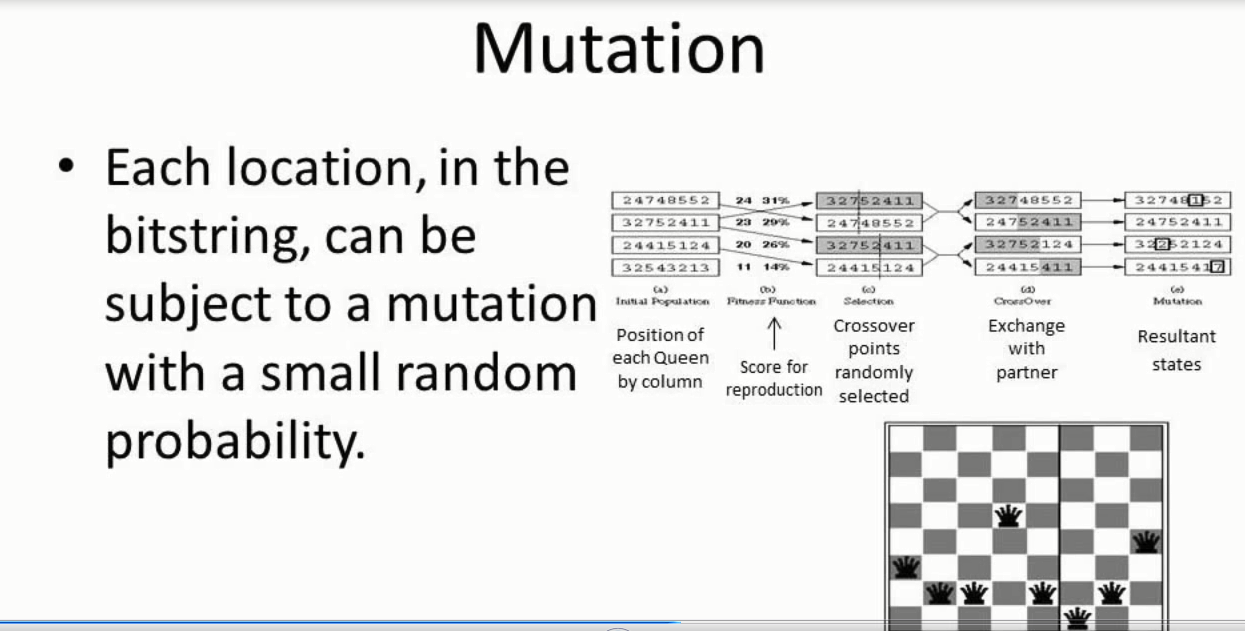 Mutation
• Each location, in the
bitstring, can be
subject to a mutation
with a small random
probability.
24748552 24 31% 32752411 32748552 32748152
32752411 23 29% 24748552 24752411 24752411
24415124 20 26% 32752411 32752124 32252124
32543213 11 14% 24415124 24415411 24415417
(a) (b) (c) (d) (e)
Initial Population Fitness Function Selection CrossOver Mutation
Position of
each Queen
by column
Score for
reproduction
Crossover
points
randomly
selected
Exchange
with
partner
Resultant
states